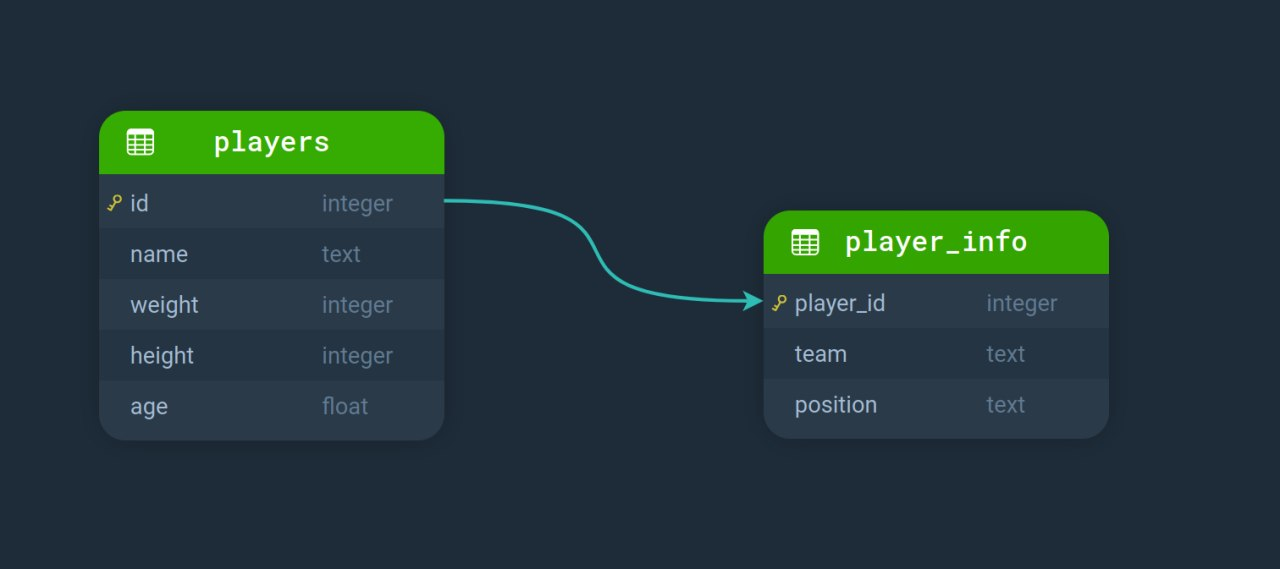 players
id integer
name text
weight integer
height integer
age float
player_info
player_id integer
team text
position text